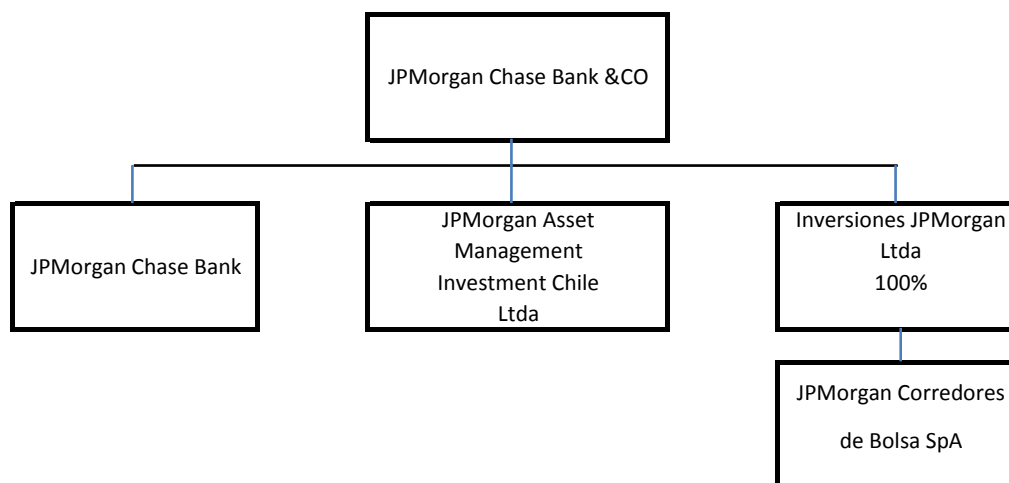 JPMorgan Chase Bank &CO
JPMorgan Chase Bank
JPMorgan Asset
Management
Investment Chile
Ltda
Inversiones JPMorgan
Ltda
100%
JPMorgan Corredores
de Bolsa SpA